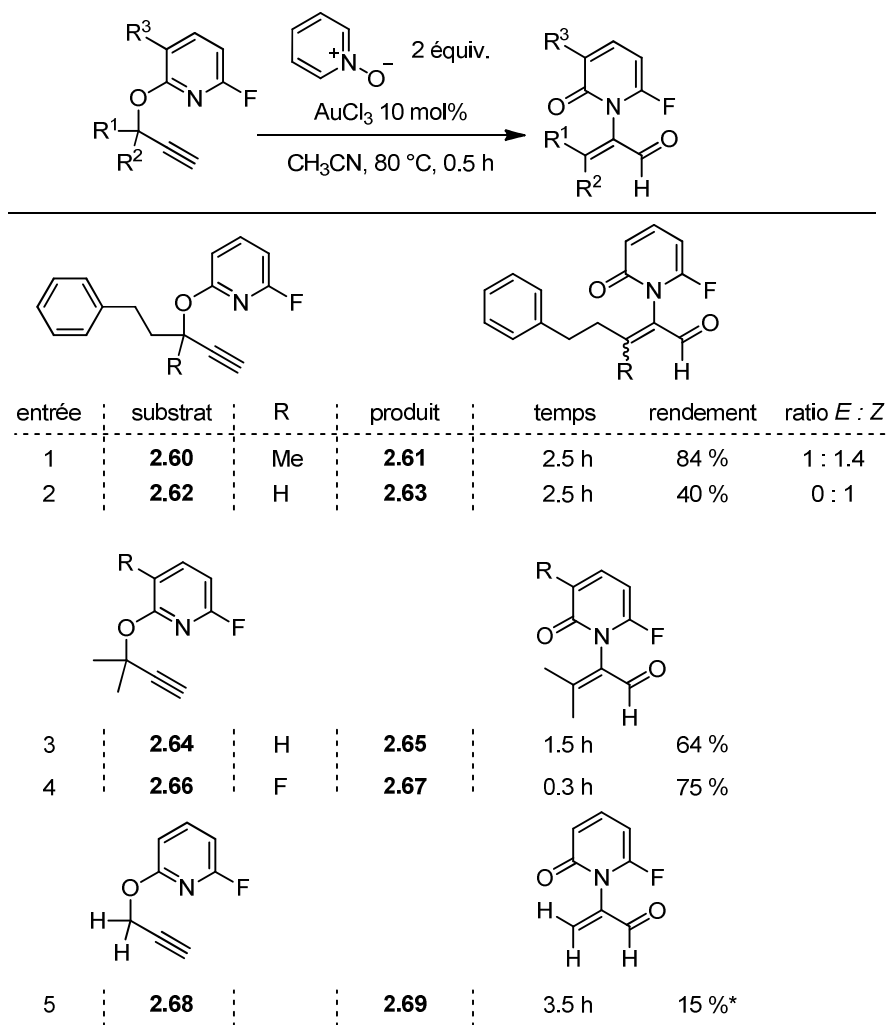 R³ N F O R¹ R² N + O − 2 équiv. R³ O N F R¹ R² O H
AuCl₃ 10 mol%
CH₃CN, 80 °C, 0.5 h
O N F R
O N F O H R
entrée substrat R produit temps rendement ratio E : Z
1 2.60 Me 2.61 2.5 h 84 % 1 : 1.4
2 2.62 H 2.63 2.5 h 40 % 0 : 1
R O N F
R O N F O H
3 2.64 H 2.65 1.5 h 64 %
4 2.66 F 2.67 0.3 h 75 %
O N F H H
O N F H H O H
5 2.68 2.69 3.5 h 15 %*